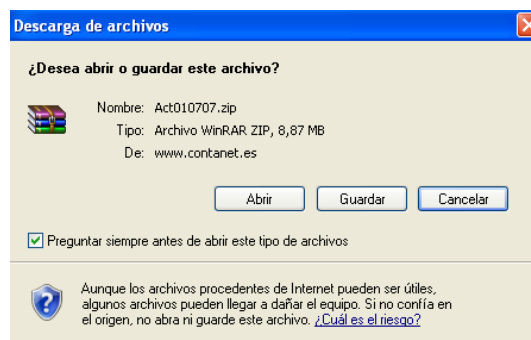 Descarga de archivos
¿Desea abrir o guardar este archivo?
Nombre: Act010707.zip
Tipo: Archivo WinRAR ZIP, 8,87 MB
De: www.contanet.es
Abrir Guardar Cancelar
Preguntar siempre antes de abrir este tipo de archivos
Aunque los archivos procedentes de Internet pueden ser útiles,
algunos archivos pueden llegar a dañar el equipo. Si no confía en
el origen, no abra ni guarde este archivo. ¿Cuál es el riesgo?